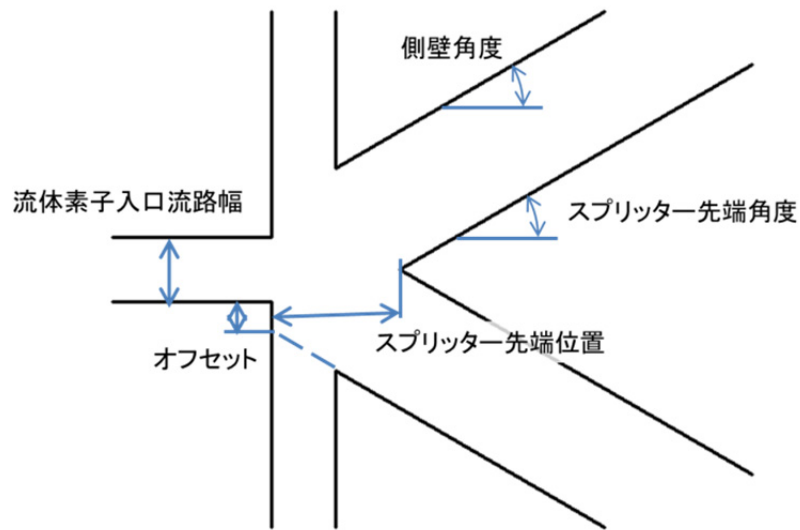 側壁角度
流体素子入口流路幅
スプリッター先端角度
オフセット
スプリッター先端位置